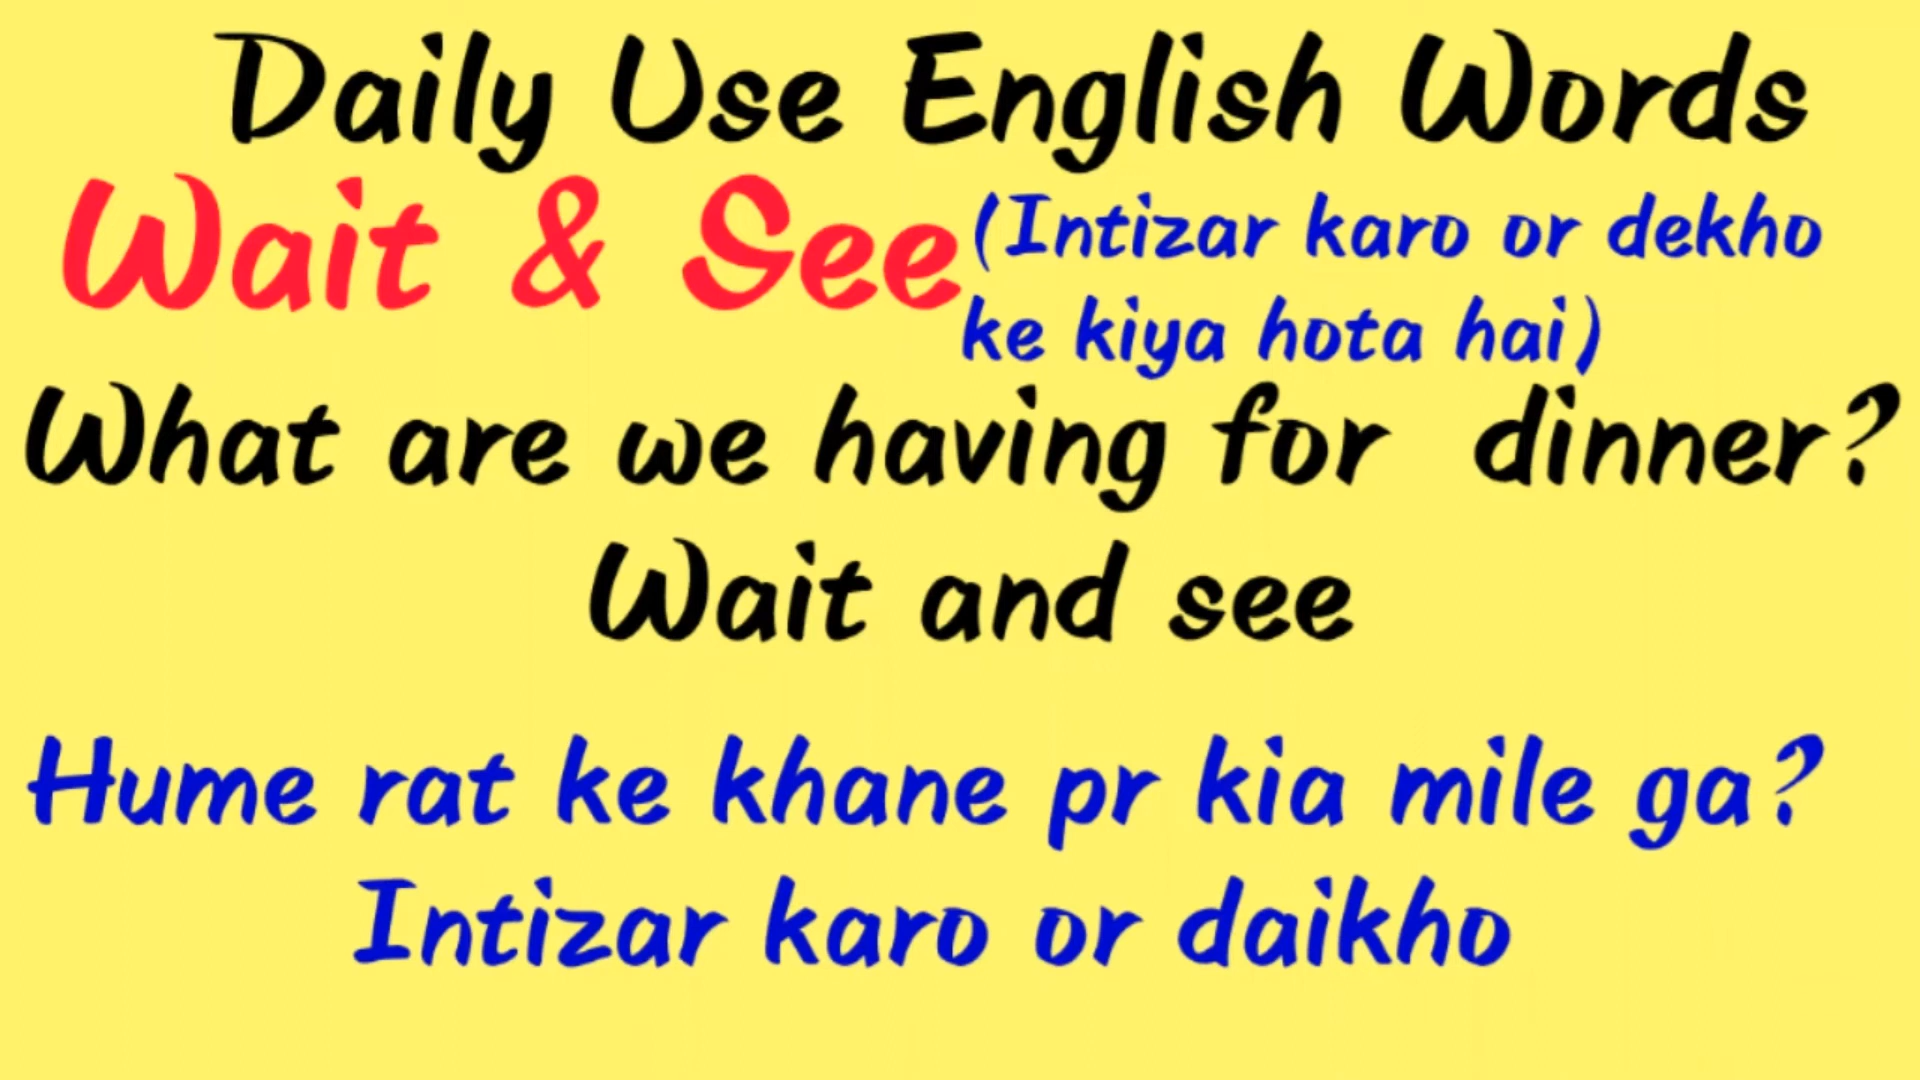 Daily Use English Words
Wait & See (Intizar karo or dekho
ke kiya hota hai)
What are we having for dinner?
Wait and see
Hume rat ke khane pr kia mile ga?
Intizar karo or daikho